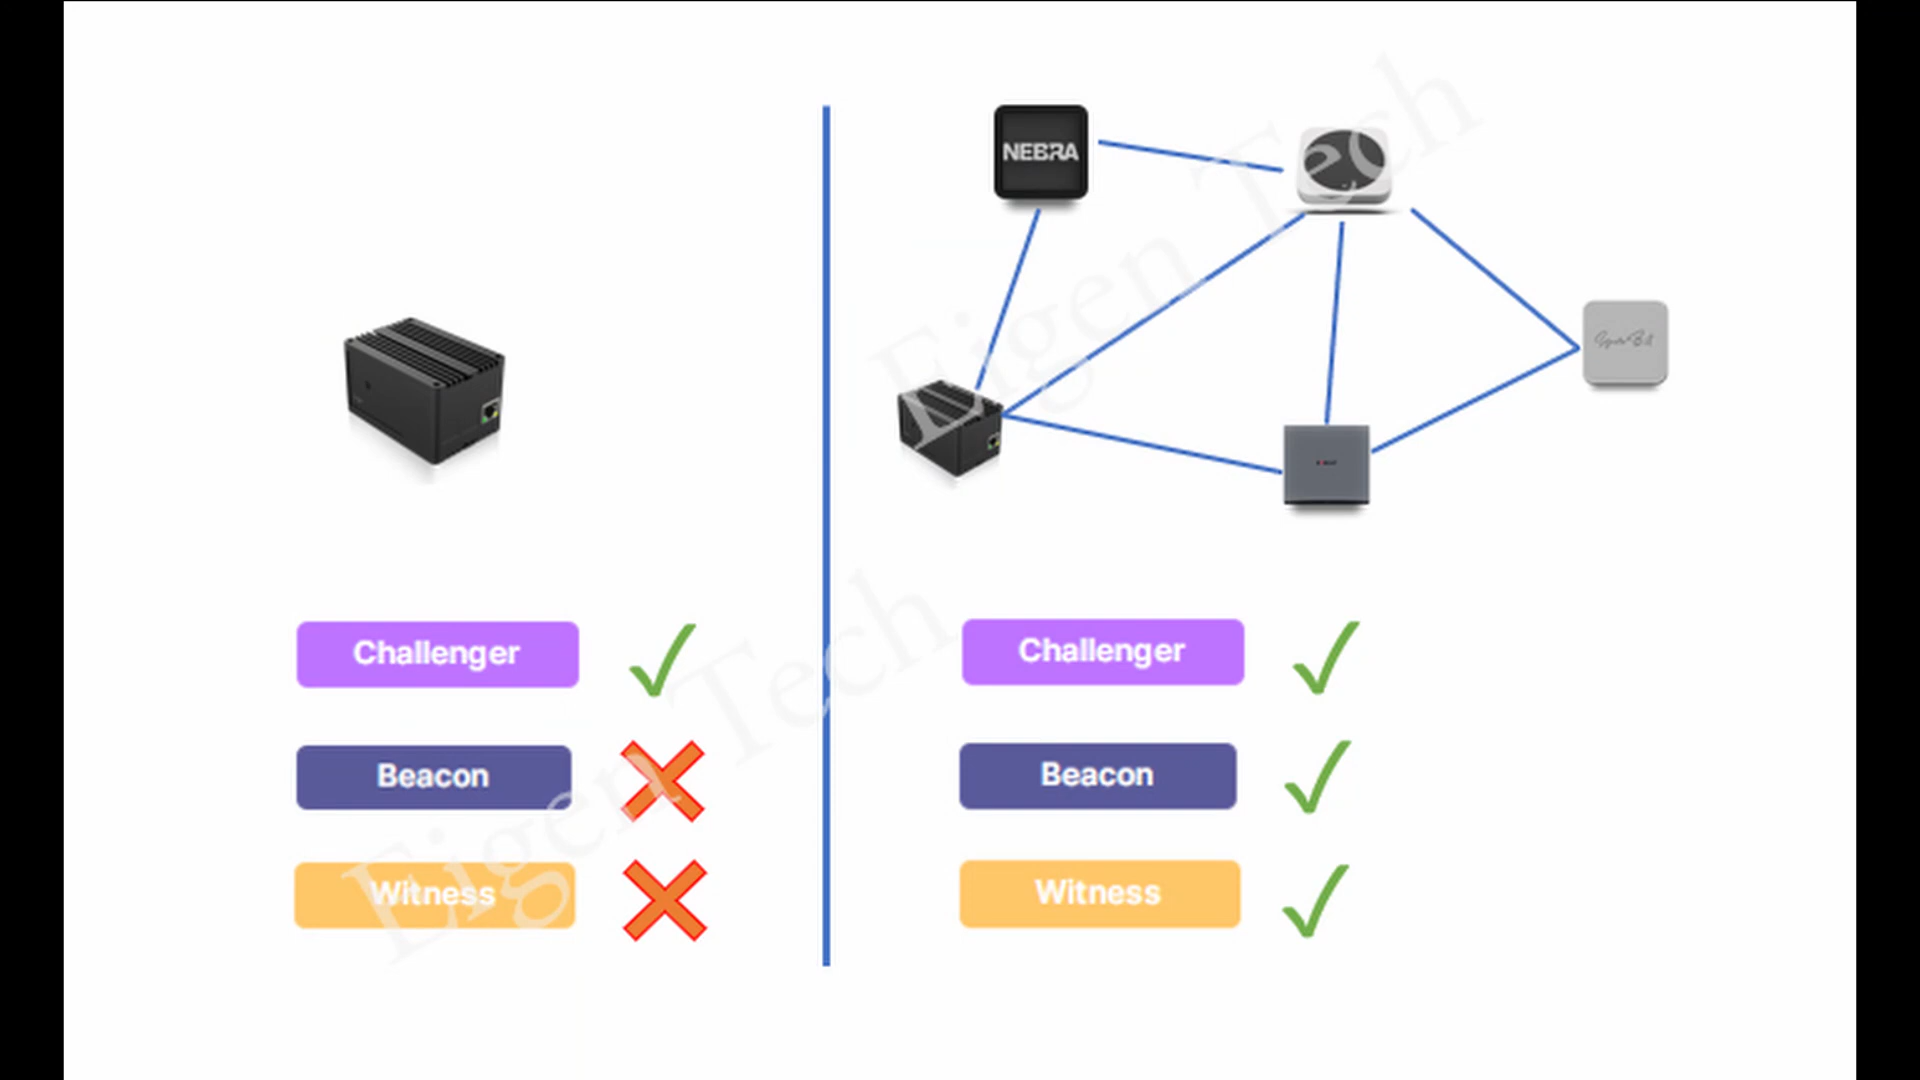 NEBRA
Challenger
Beacon
Witness
Challenger
Beacon
Witness
Eigen Tech
Eigen Tech